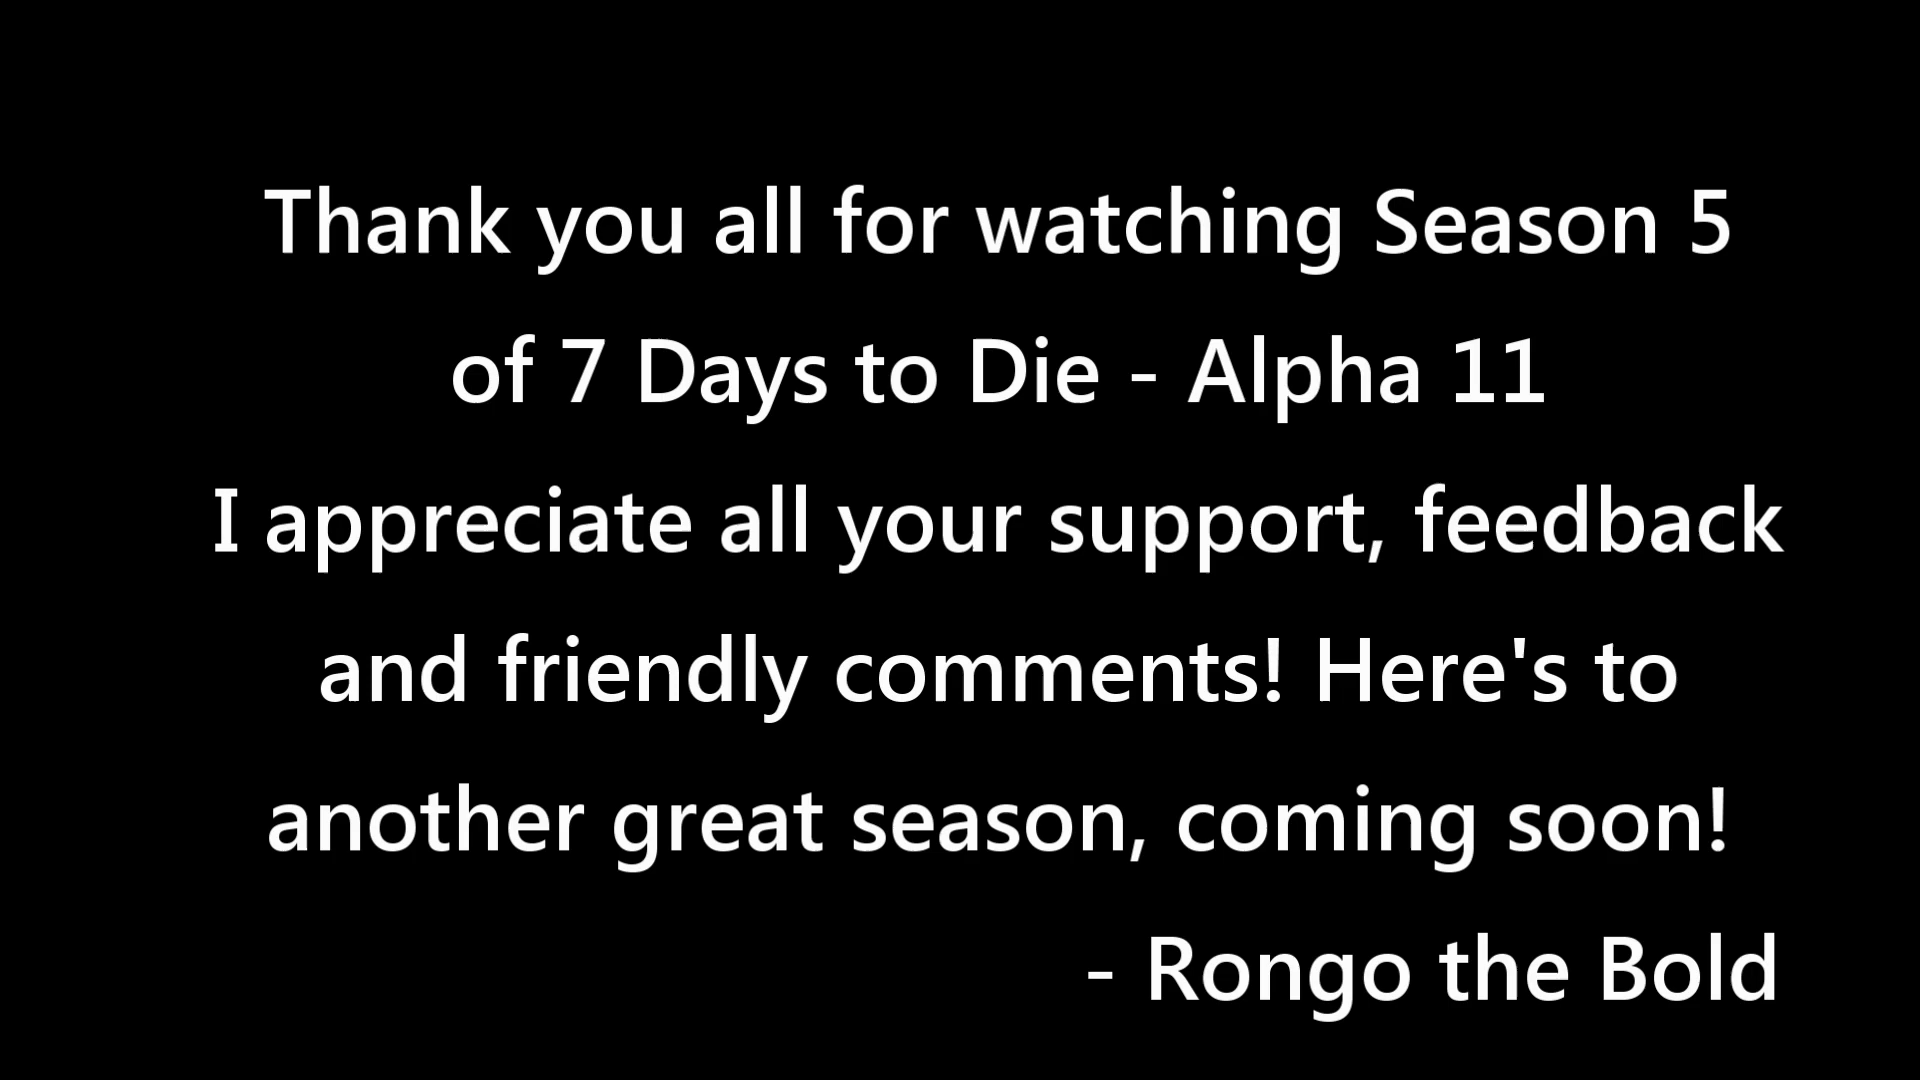 Thank you all for watching Season 5
of 7 Days to Die - Alpha 11
I appreciate all your support, feedback
and friendly comments! Here's to
another great season, coming soon!
- Rongo the Bold